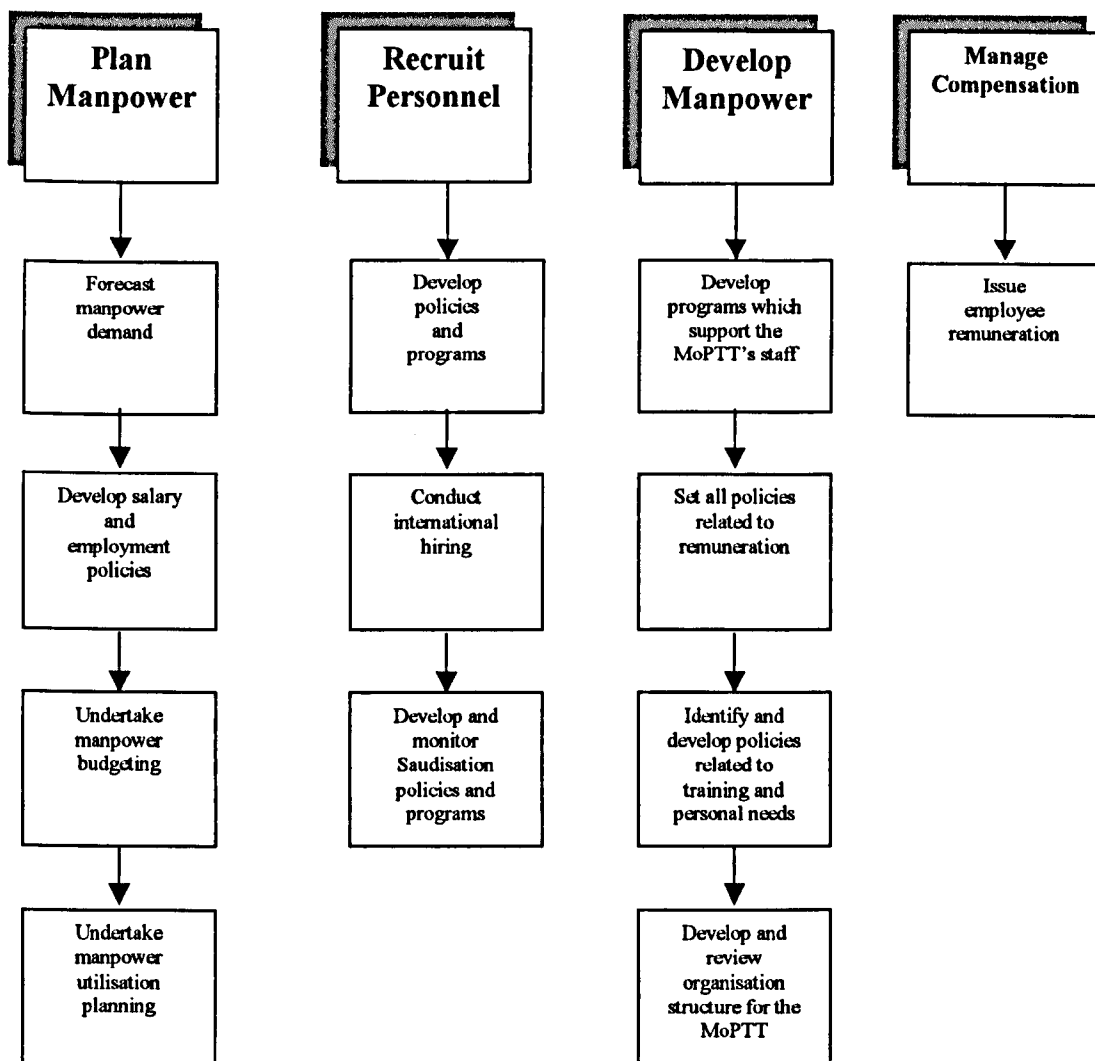 Plan
Manpower
Forecast
manpower
demand
Develop salary
and
employment
policies
Undertake
manpower
budgeting
Undertake
manpower
utilisation
planning
Recruit
Personnel
Develop
policies
and
programs
Conduct
international
hiring
Develop and
monitor
Saudisation
policies and
programs
Develop
Manpower
Develop
programs which
support the
MoPTT's staff
Set all policies
related to
remuneration
Identify and
develop policies
related to
training and
personal needs
Develop and
review
organisation
structure for the
MoPTT
Manage
Compensation
Issue
employee
remuneration